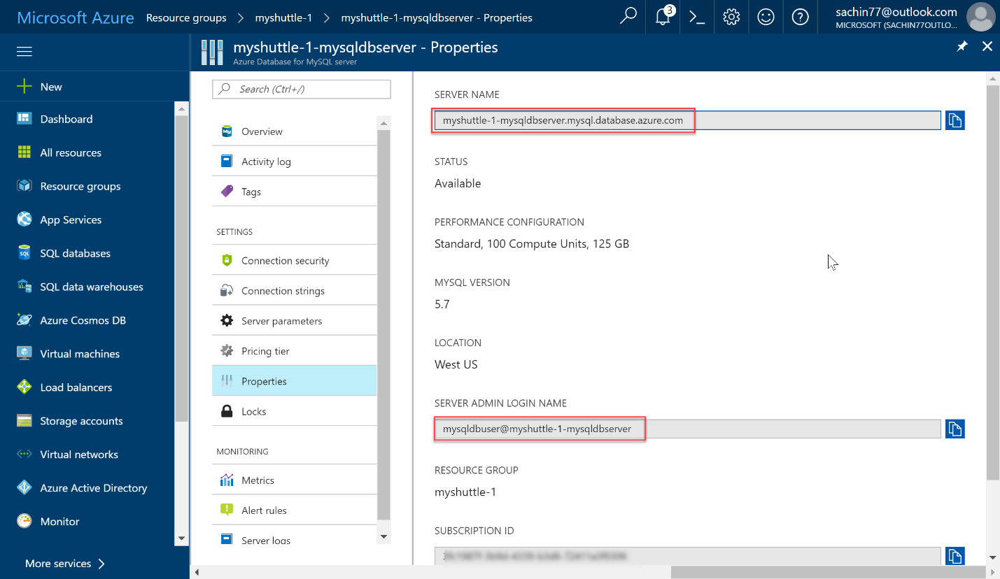 Microsoft Azure Resource groups > myshuttle-1 > myshuttle-1-mysqldbserver - Properties
3
sachin77@outlook.com
MICROSOFT (SACHIN77OUTLO...
myshuttle-1-mysqldbserver - Properties
Azure Database for MySQL server
New
Dashboard
All resources
Resource groups
App Services
SQL
SQL databases
SQL data warehouses
Azure Cosmos DB
Virtual machines
Load balancers
Storage accounts
Virtual networks
Azure Active Directory
Monitor
More services >
Search (Ctrl+/)
My
Overview
Activity log
Tags
SETTINGS
Connection security
Connection strings
Server parameters
Pricing tier
Properties
Locks
MONITORING
Metrics
Alert rules
Server logs
SERVER NAME
myshuttle-1-mysqldbserver.mysql.database.azure.com
STATUS
Available
PERFORMANCE CONFIGURATION
Standard, 100 Compute Units, 125 GB
MYSQL VERSION
5.7
LOCATION
West US
SERVER ADMIN LOGIN NAME
mysqldbuser@myshuttle-1-mysqldbserver
RESOURCE GROUP
myshuttle-1
SUBSCRIPTION ID